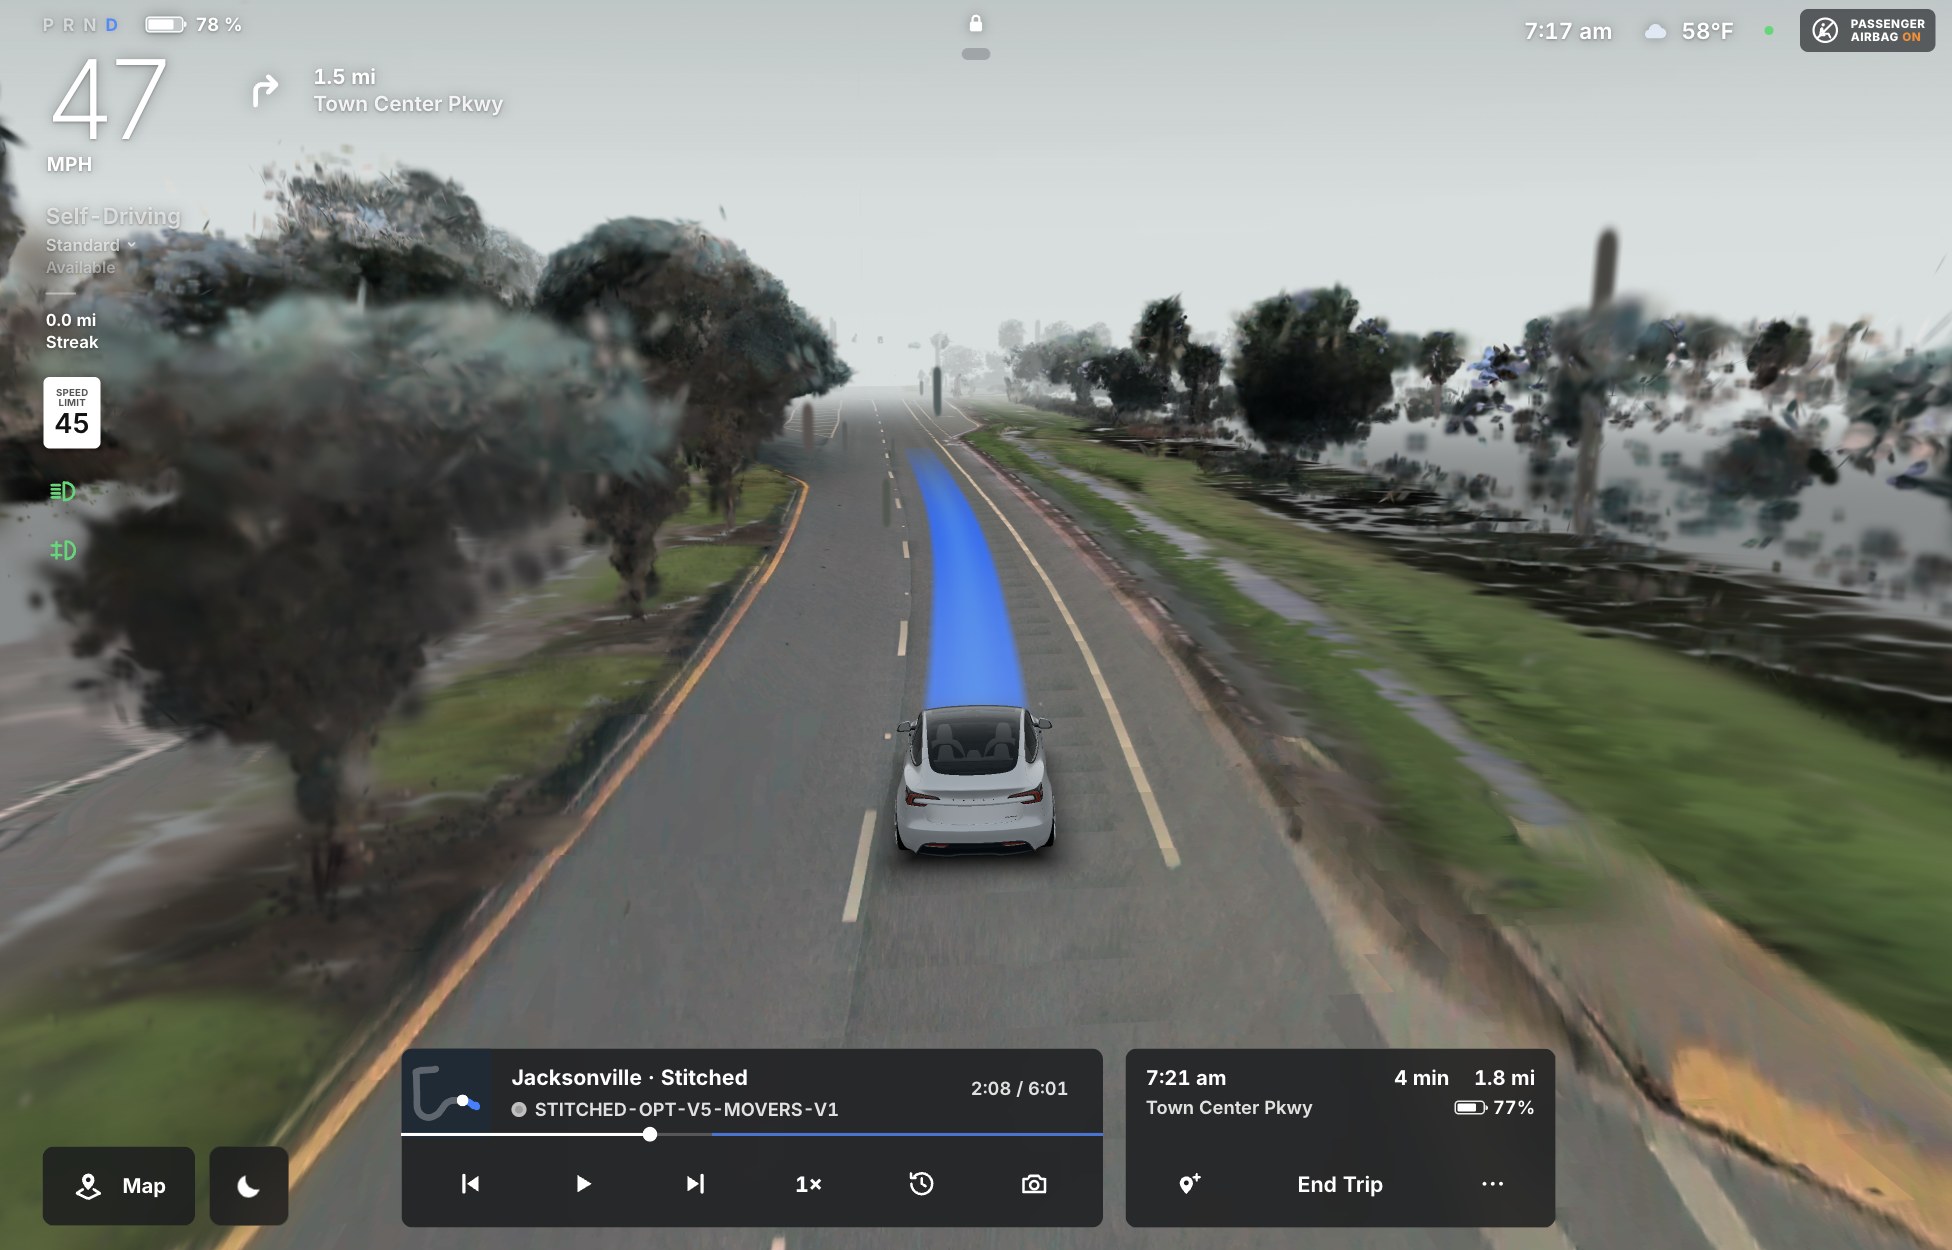 P R N D
78 %
7:17 am
58°F
PASSENGER
AIRBAG ON
47
MPH
1.5 mi
Town Center Pkwy
Self-Driving
Standard
Available
0.0 mi
Streak
SPEED
LIMIT
45
Jacksonville · Stitched
2:08 / 6:01
STITCHED-OPT-V5-MOVERS-V1
1×
7:21 am
4 min
1.8 mi
Town Center Pkwy
77%
End Trip
Map